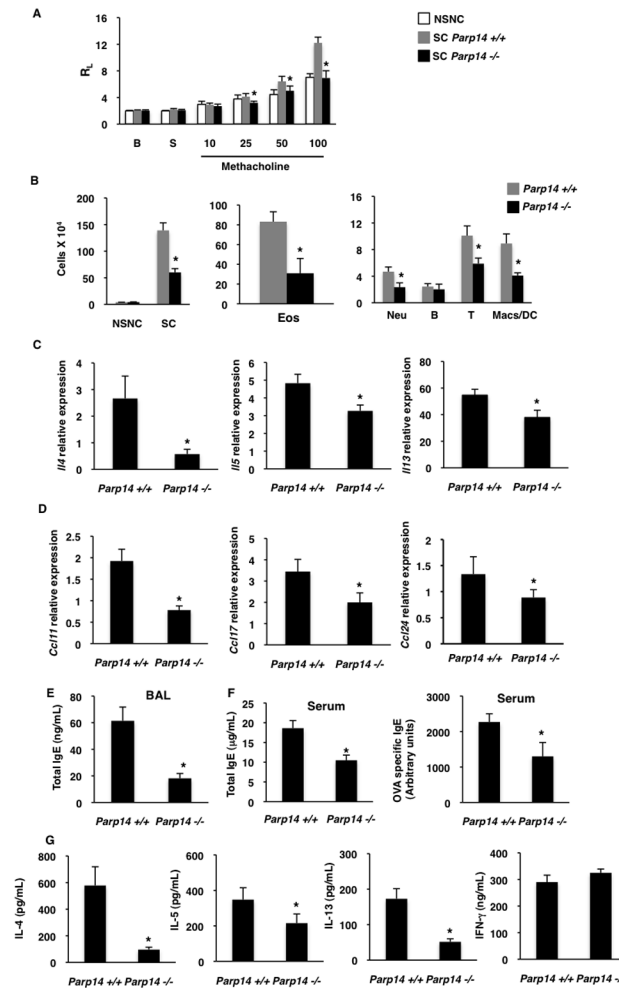 A
NSNC
SC Parp14 +/+
SC Parp14 -/-
RL
16
12
8
4
0
*
*
*
B S 10 25 50 100
Methacholine
B
Parp14 +/+
Parp14 -/-
Cells X 10⁴
200
150
100
50
0
*
NSNC SC
100
80
60
40
20
0
*
Eos
16
12
8
4
0
*
*
*
Neu B T Macs/DC
C
Il4 relative expression
4
3
2
1
0
*
Parp14 +/+ Parp14 -/-
Il5 relative expression
6
5
4
3
2
1
0
*
Parp14 +/+ Parp14 -/-
Il13 relative expression
80
60
40
20
0
*
Parp14 +/+ Parp14 -/-
D
Ccl11 relative expression
2.5
2
1.5
1
0.5
0
*
Parp14 +/+ Parp14 -/-
Ccl17 relative expression
5
4
3
2
1
0
*
Parp14 +/+ Parp14 -/-
Ccl24 relative expression
2
1.5
1
0.5
0
*
Parp14 +/+ Parp14 -/-
E
BAL
Total IgE (ng/mL)
80
60
40
20
0
*
Parp14 +/+ Parp14 -/-
F
Serum
Total IgE (μg/mL)
25
20
15
10
5
0
*
Parp14 +/+ Parp14 -/-
Serum
OVA specific IgE
(Arbitrary units)
3000
2000
1000
0
*
Parp14 +/+ Parp14 -/-
G
IL-4 (pg/mL)
800
600
400
200
0
*
Parp14 +/+ Parp14 -/-
IL-5 (pg/mL)
600
400
200
0
*
Parp14 +/+ Parp14 -/-
IL-13 (pg/mL)
300
200
100
0
*
Parp14 +/+ Parp14 -/-
IFN-γ (ng/mL)
400
300
200
100
0
Parp14 +/+ Parp14 -/-